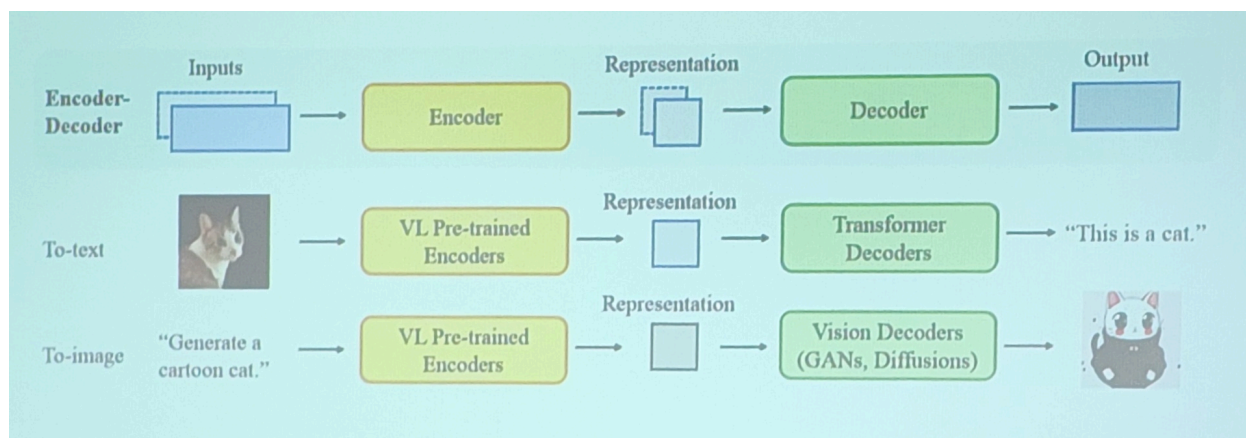 Inputs
Representation
Output
Encoder-
Decoder
Encoder
Decoder
Representation
To-text
VL Pre-trained
Encoders
Transformer
Decoders
“This is a cat.”
Representation
To-image
“Generate a
cartoon cat.”
VL Pre-trained
Encoders
Vision Decoders
(GANs, Diffusions)